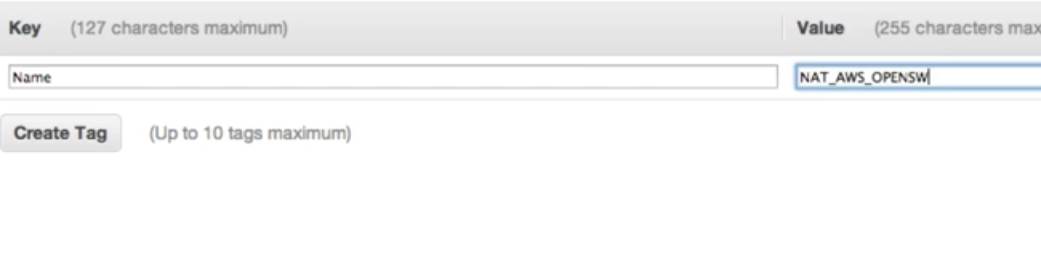 Key (127 characters maximum) Value (255 characters max
Name NAT_AWS_OPENSW
Create Tag (Up to 10 tags maximum)